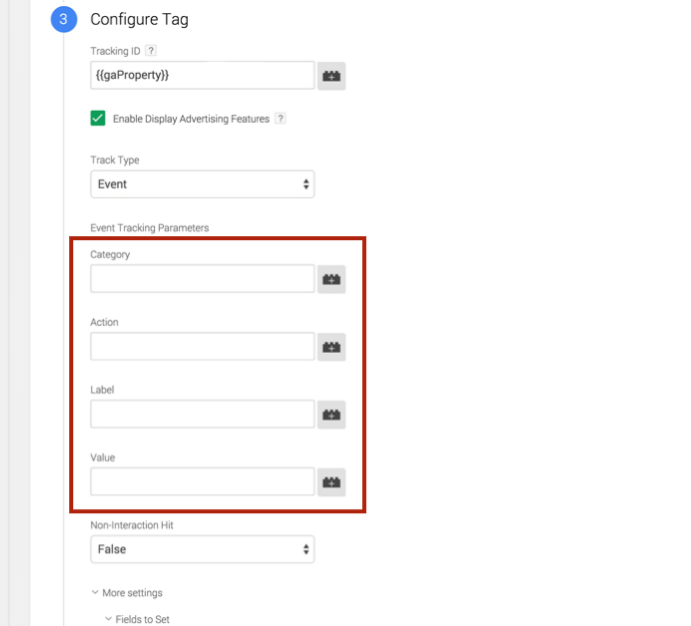 3 Configure Tag
Tracking ID ?
{{gaProperty}}
Enable Display Advertising Features ?
Track Type
Event
Event Tracking Parameters
Category
Action
Label
Value
Non-Interaction Hit
False
More settings
Fields to Set